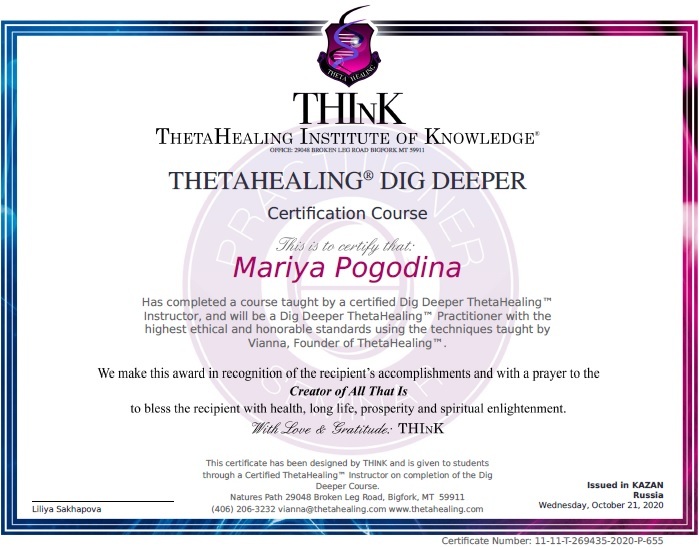 THETA HEALING
THInK
THETAHEALING INSTITUTE OF KNOWLEDGE®
OFFICE: 29048 BROKEN LEG ROAD BIGFORK MT 59911
THETAHEALING® DIG DEEPER
Certification Course
PRACTITIONER
This is to certify that:
Mariya Pogodina
Has completed a course taught by a certified Dig Deeper ThetaHealing™
Instructor, and will be a Dig Deeper ThetaHealing™ Practitioner with the
highest ethical and honorable standards using the techniques taught by
Vianna, Founder of ThetaHealing™.
We make this award in recognition of the recipient's accomplishments and with a prayer to the
Creator of All That Is
to bless the recipient with health, long life, prosperity and spiritual enlightenment.
With Love & Gratitude: THInK
This certificate has been designed by THINK and is given to students
through a Certified ThetaHealing™ Instructor on completion of the Dig
Deeper Course.
Natures Path 29048 Broken Leg Road, Bigfork, MT 59911
(406) 206-3232 vianna@thetahealing.com www.thetahealing.com
Liliya Sakhapova
Issued in KAZAN
Russia
Wednesday, October 21, 2020
Certificate Number: 11-11-T-269435-2020-P-655